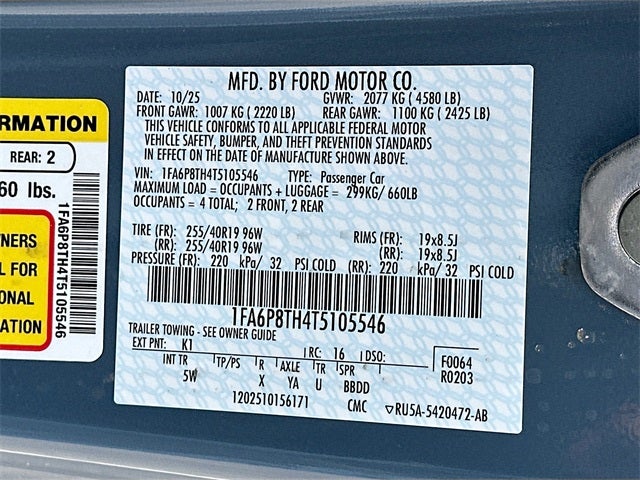 ORMATION
REAR: 2
60 lbs.
NERS
L FOR
ONAL
MATION
1FA6P8TH4T5105546
MFD. BY FORD MOTOR CO.
DATE: 10/25 GVWR: 2077 KG ( 4580 LB)
FRONT GAWR: 1007 KG ( 2220 LB) REAR GAWR: 1100 KG ( 2425 LB)
THIS VEHICLE CONFORMS TO ALL APPLICABLE FEDERAL MOTOR
VEHICLE SAFETY, BUMPER, AND THEFT PREVENTION STANDARDS
IN EFFECT ON THE DATE OF MANUFACTURE SHOWN ABOVE.
VIN: 1FA6P8TH4T5105546 TYPE: Passenger Car
MAXIMUM LOAD = OCCUPANTS + LUGGAGE = 299KG/ 660LB
OCCUPANTS = 4 TOTAL; 2 FRONT, 2 REAR
TIRE (FR): 255/40R19 96W RIMS (FR): 19x8.5J
(RR): 255/40R19 96W (RR): 19x8.5J
PRESSURE (FR): 220 kPa/ 32 PSI COLD (RR): 220 kPa/ 32 PSI COLD
1FA6P8TH4T5105546
TRAILER TOWING - SEE OWNER GUIDE
EXT PNT: K1 RC: 16 DSO: F0064
INT TR TP/PS R AXLE TR SPR R0203
5W X YA U BBDD
120251015 6171 CMC RU5A-5420472-AB